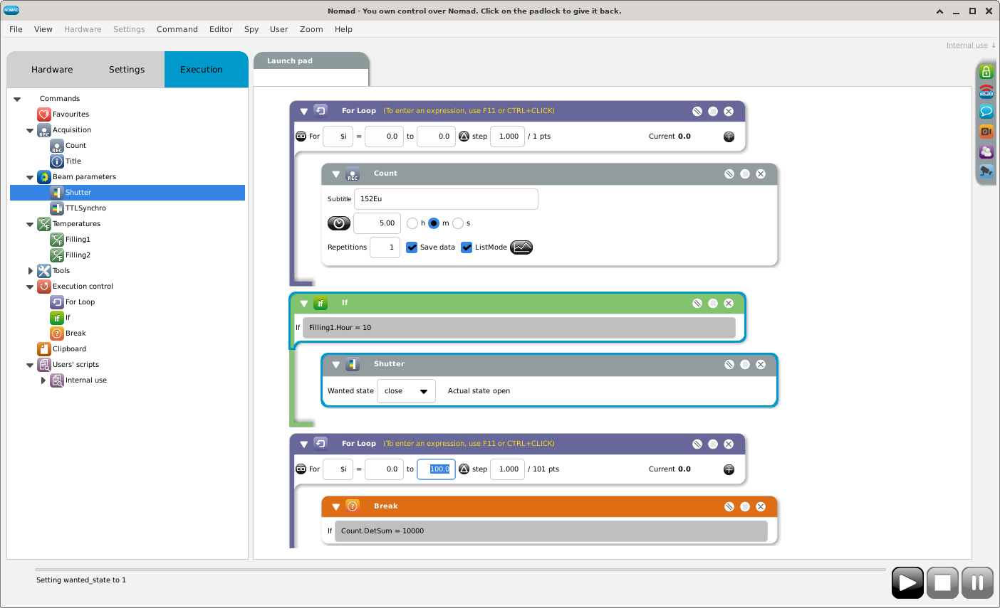 NOMAD
Nomad - You own control over Nomad. Click on the padlock to give it back.
File View Hardware Settings Command Editor Spy User Zoom Help
Internal use ↓
Hardware Settings Execution
Launch pad
Commands
Favourites
Acquisition
REC
Count
REC
Title
Beam parameters
Shutter
TTLSynchro
Temperatures
Filling1
Filling2
Tools
Execution control
For Loop
if If
Break
Clipboard
Users' scripts
Internal use
For Loop (To enter an expression, use F11 or CTRL+CLICK)
For $i = 0.0 to 0.0 step 1.000 / 1 pts Current 0.0
REC Count
Subtitle 152Eu
5.00 h m s
Repetitions 1 Save data ListMode
if If
If Filling1.Hour = 10
Shutter
Wanted state close Actual state open
For Loop (To enter an expression, use F11 or CTRL+CLICK)
For $i = 0.0 to 100.0 step 1.000 / 101 pts Current 0.0
Break
If Count.DetSum = 10000
NOMAD
Setting wanted_state to 1